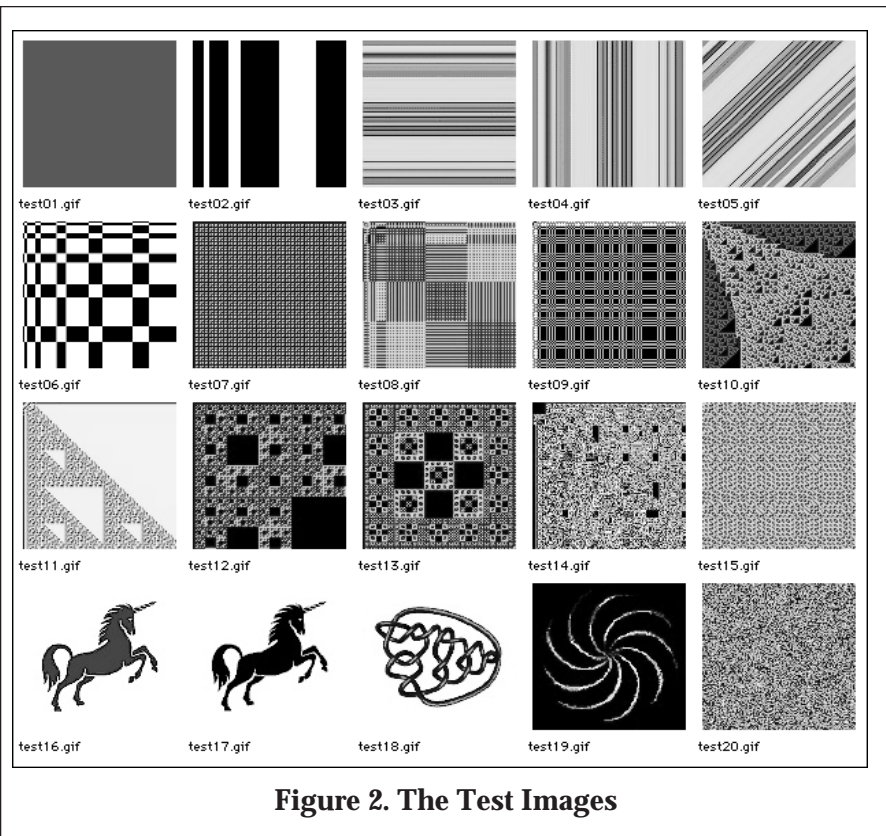 test01.gif test02.gif test03.gif test04.gif test05.gif
test06.gif test07.gif test08.gif test09.gif test10.gif
test11.gif test12.gif test13.gif test14.gif test15.gif
test16.gif test17.gif test18.gif test19.gif test20.gif
Figure 2. The Test Images